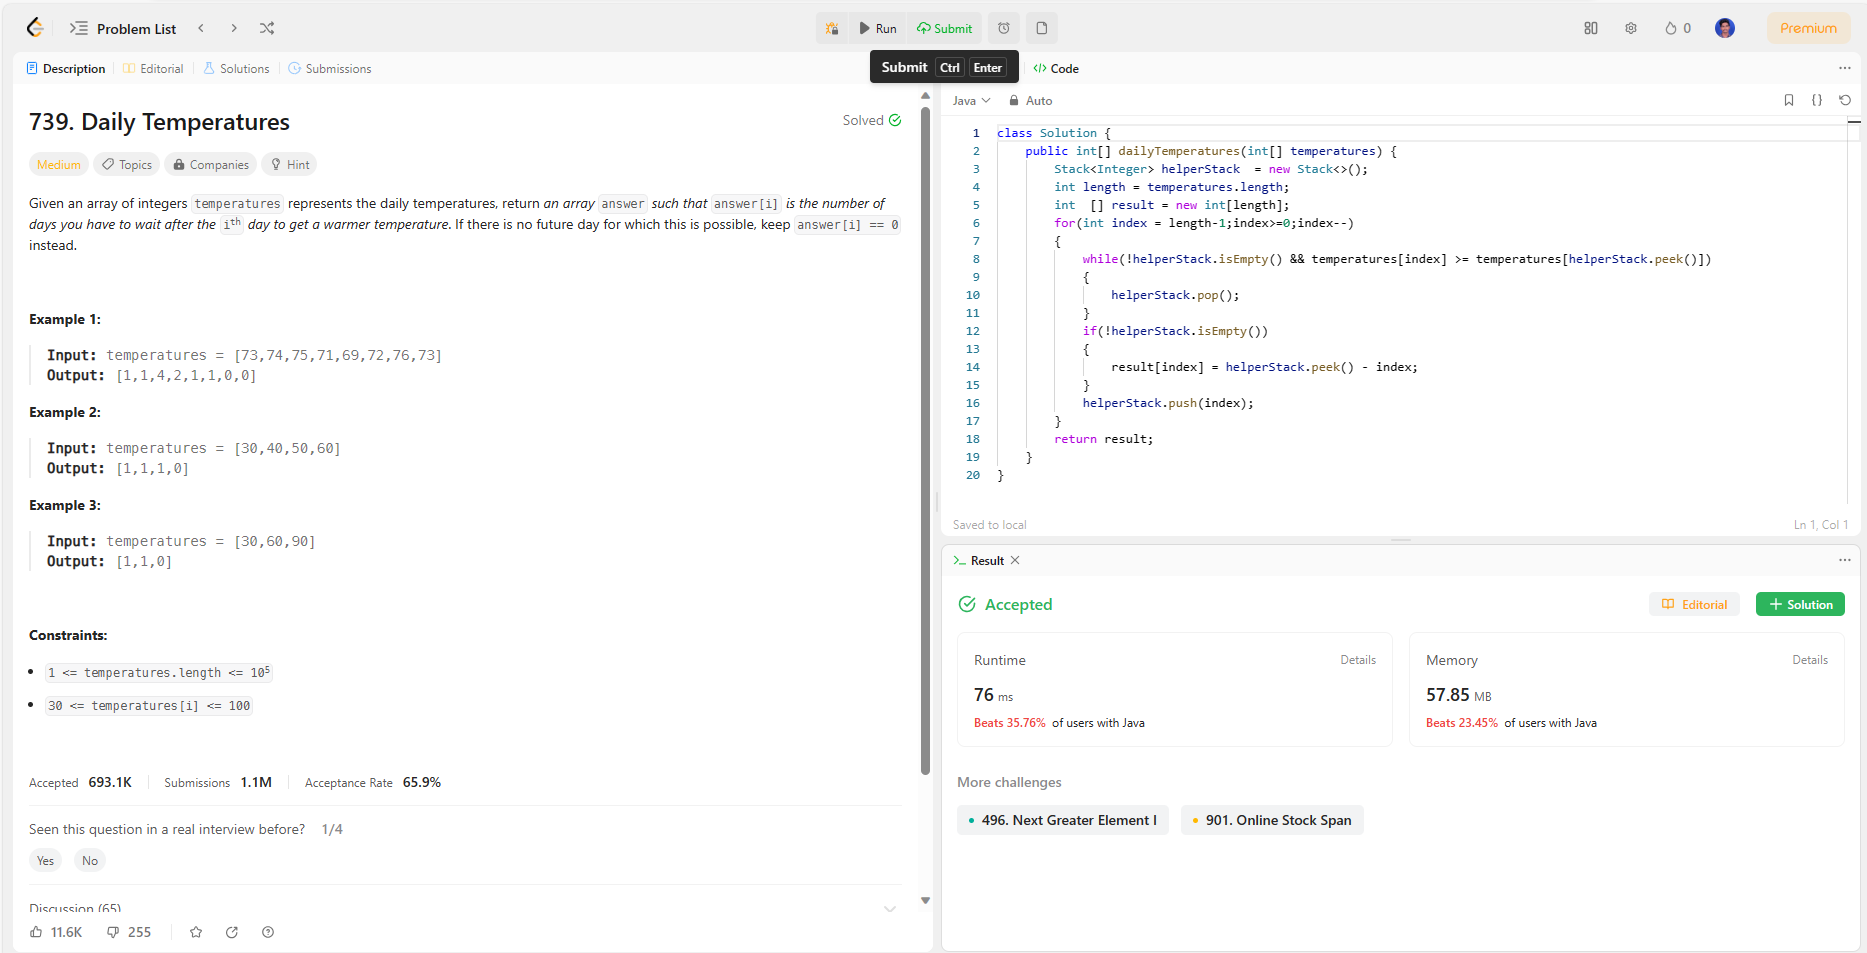 Problem List
Run
Submit
0
Premium
Submit Ctrl Enter
Description
Editorial
Solutions
Submissions
739. Daily Temperatures
Solved
Medium
Topics
Companies
Hint
Given an array of integers temperatures represents the daily temperatures, return an array answer such that answer[i] is the number of
days you have to wait after the iᵗʰ day to get a warmer temperature. If there is no future day for which this is possible, keep answer[i] == 0
instead.
Example 1:
Input: temperatures = [73,74,75,71,69,72,76,73]
Output: [1,1,4,2,1,1,0,0]
Example 2:
Input: temperatures = [30,40,50,60]
Output: [1,1,1,0]
Example 3:
Input: temperatures = [30,60,90]
Output: [1,1,0]
Constraints:
1 <= temperatures.length <= 10⁵
30 <= temperatures[i] <= 100
Accepted 693.1K
Submissions 1.1M
Acceptance Rate 65.9%
Seen this question in a real interview before? 1/4
Yes
No
Discussion (65)
11.6K
255
Code
Java
Auto
1 class Solution {
2 public int[] dailyTemperatures(int[] temperatures) {
3 Stack<Integer> helperStack  = new Stack<>();
4 int length = temperatures.length;
5 int  [] result = new int[length];
6 for(int index = length-1;index>=0;index--)
7 {
8 while(!helperStack.isEmpty() && temperatures[index] >= temperatures[helperStack.peek()])
9 {
10 helperStack.pop();
11 }
12 if(!helperStack.isEmpty())
13 {
14 result[index] = helperStack.peek() - index;
15 }
16 helperStack.push(index);
17 }
18 return result;
19 }
20 }
Saved to local
Ln 1, Col 1
Result
Accepted
Editorial
Solution
Runtime
Details
76 ms
Beats 35.76% of users with Java
Memory
Details
57.85 MB
Beats 23.45% of users with Java
More challenges
496. Next Greater Element I
901. Online Stock Span